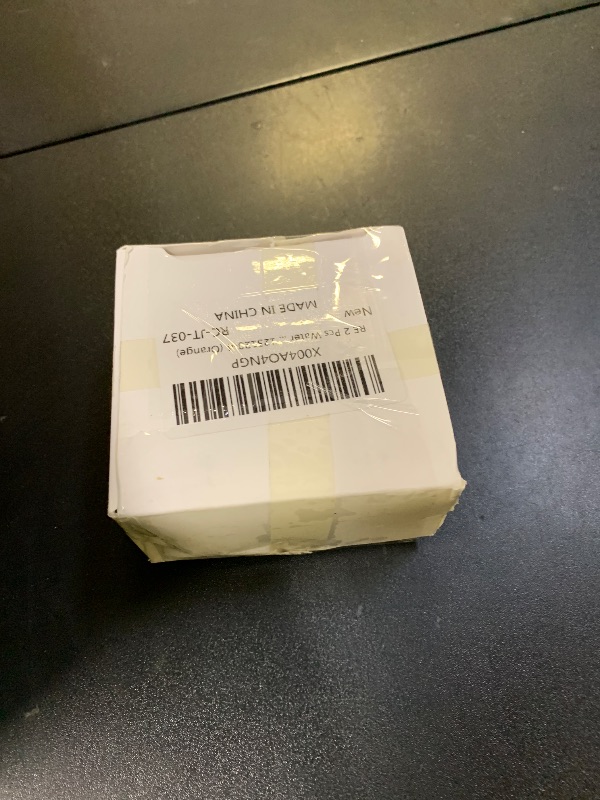 X004AO4NGP
RE 2 Pcs Water (Orange)
New RC-JT-037
MADE IN CHINA